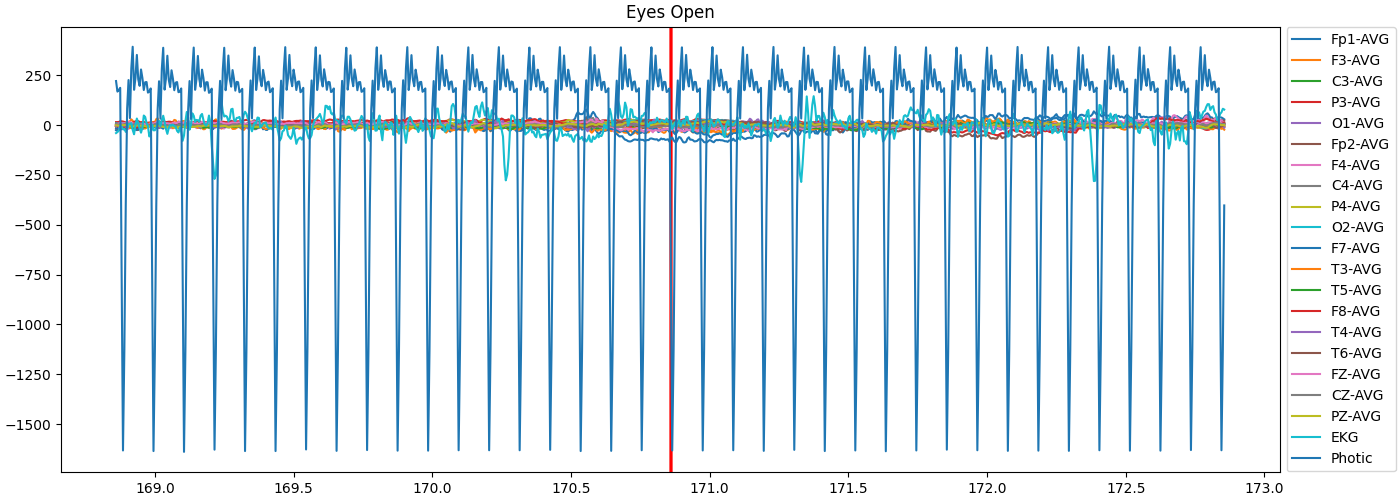 Eyes Open
250
0
−250
−500
−750
−1000
−1250
−1500
169.0 169.5 170.0 170.5 171.0 171.5 172.0 172.5 173.0
Fp1-AVG
F3-AVG
C3-AVG
P3-AVG
O1-AVG
Fp2-AVG
F4-AVG
C4-AVG
P4-AVG
O2-AVG
F7-AVG
T3-AVG
T5-AVG
F8-AVG
T4-AVG
T6-AVG
FZ-AVG
CZ-AVG
PZ-AVG
EKG
Photic